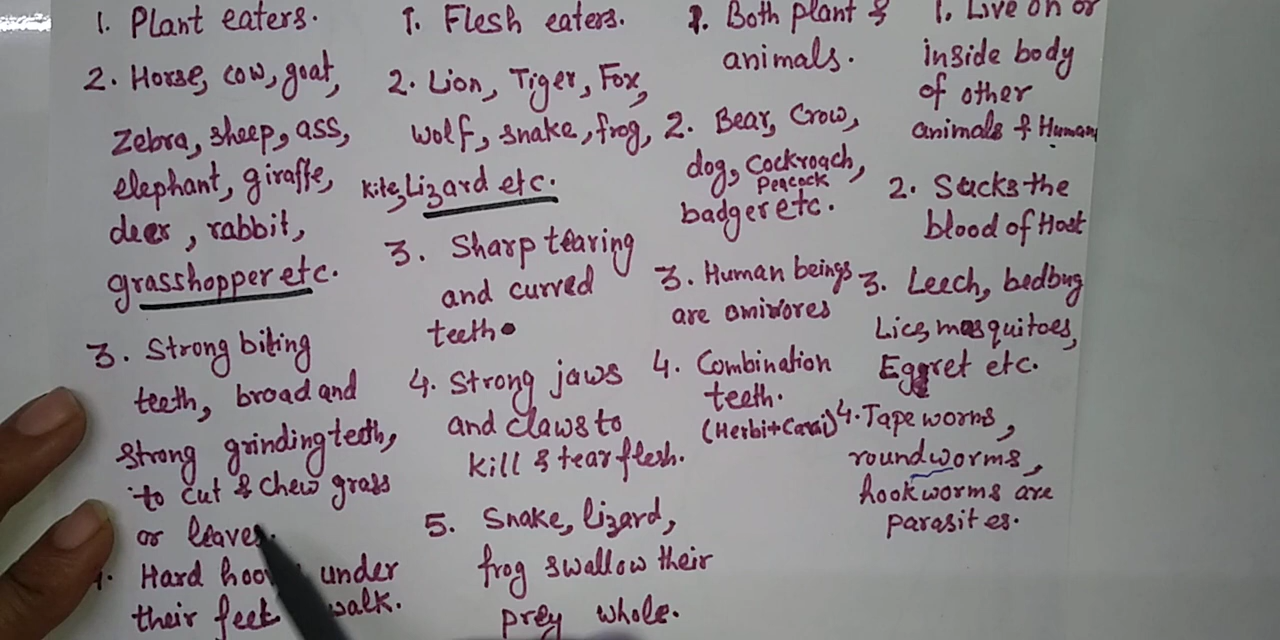 1. Plant eaters.
2. Horse, cow, goat,
zebra, sheep, ass,
elephant, giraffe,
deer, rabbit,
grasshopper etc.
3. Strong biting
teeth, broad and
strong grinding teeth,
to cut & chew grass
or leaves.
Hard under
their feet walk.
1. Flesh eaters.
2. Lion, Tiger, Fox,
wolf, snake, frog,
Kite, Lizard etc.
3. Sharp tearing
and curved
teeth
4. Strong jaws
and claws to
kill & tear flesh.
5. Snake, lizard,
frog swallow their
prey whole.
1. Both plant &
animals.
2. Bear, Crow,
dog, Cockroach,
Peacock
badger etc.
3. Human beings
are omivores
4. Combination
teeth.
(Herbi+Carni)
1. Live on or
inside body
of other
animals & Human
2. Sucks the
blood of Host
3. Leech, bedbug
Lice, mosquitoes,
Eggret etc.
4. Tape worms,
roundworms,
hookworms are
parasites.